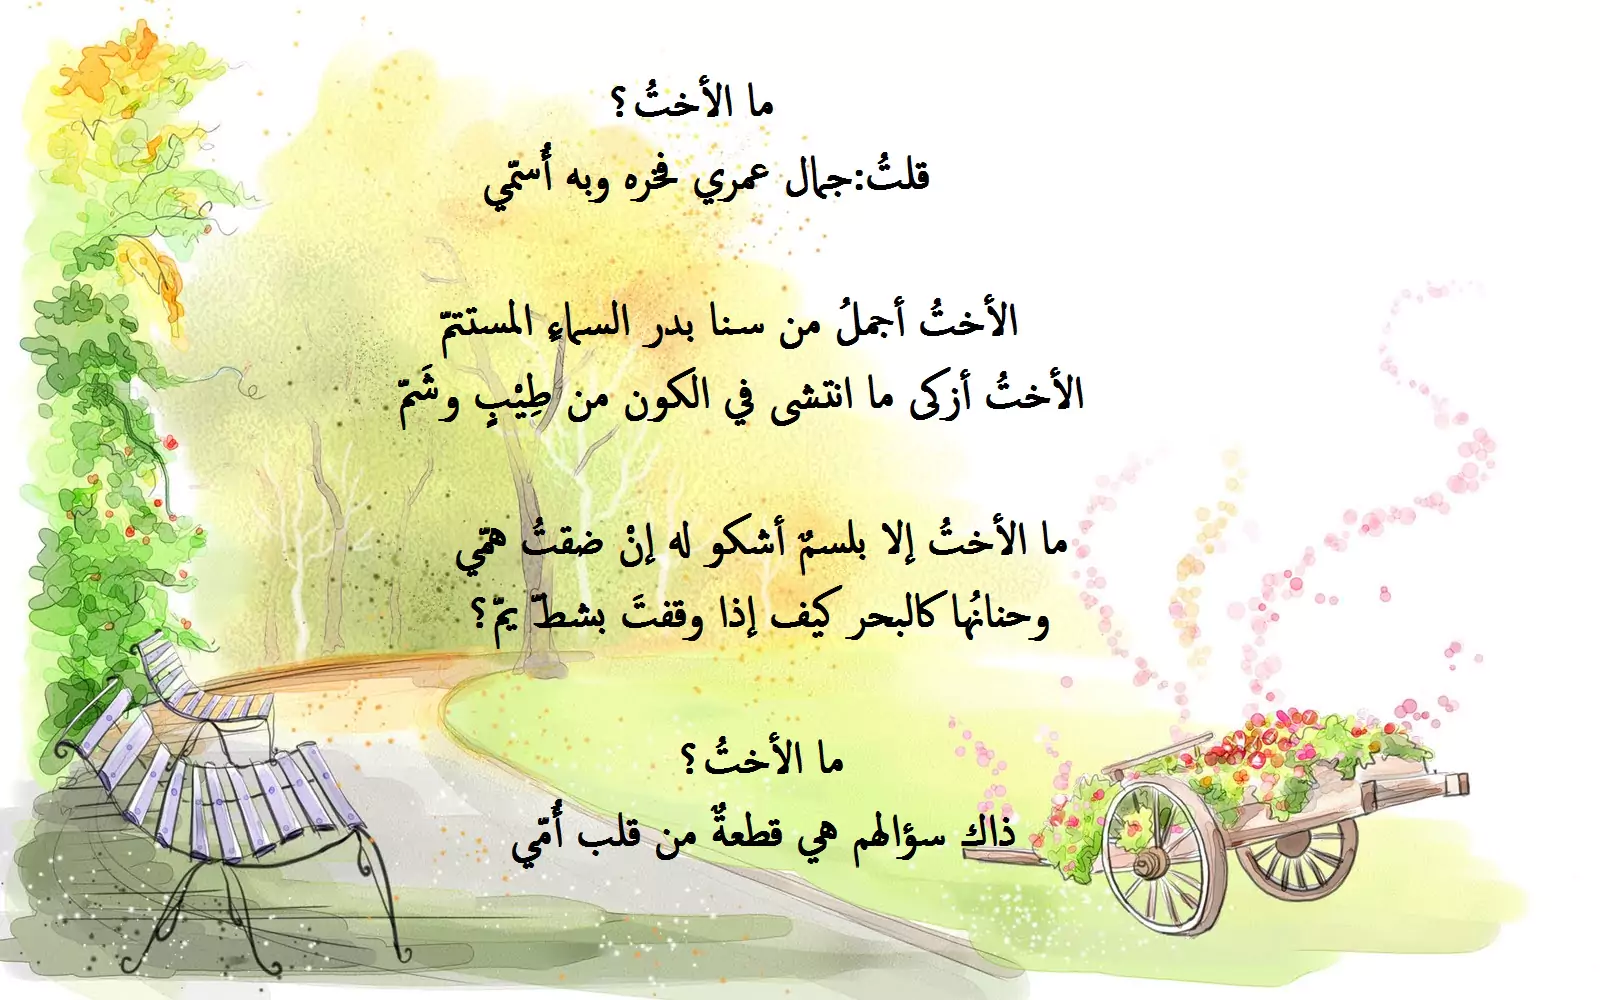 ما الأختُ؟
قلتُ:جمال عمري فخره وبه أُسمّي
الأختُ أجملُ من سنا بدر السماءِ المستتمّ
الأختُ أزكى ما انتشى في الكون من طِيْبٍ وشَمّ
ما الأختُ إلا بلسمٌ أشكو له إنْ ضقتُ همّي
وحنانُها كالبحر كيف إذا وقفتَ بشطّ يمّ؟
ما الأختُ؟
ذاك سؤالهم هي قطعةٌ من قلب أُمّي